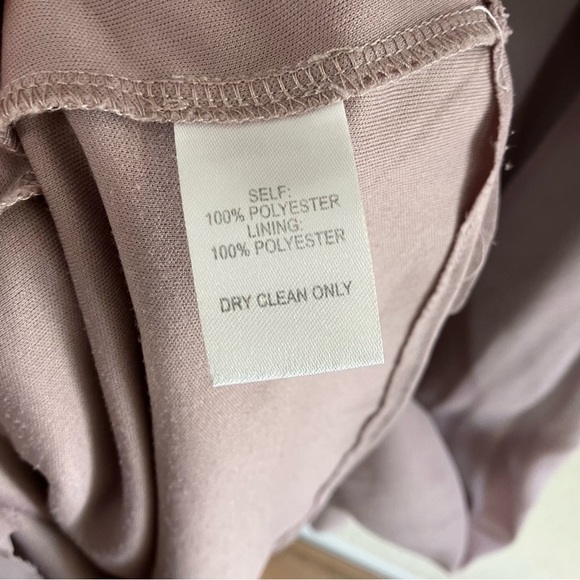 SELF:
100% POLYESTER
LINING:
100% POLYESTER
DRY CLEAN ONLY